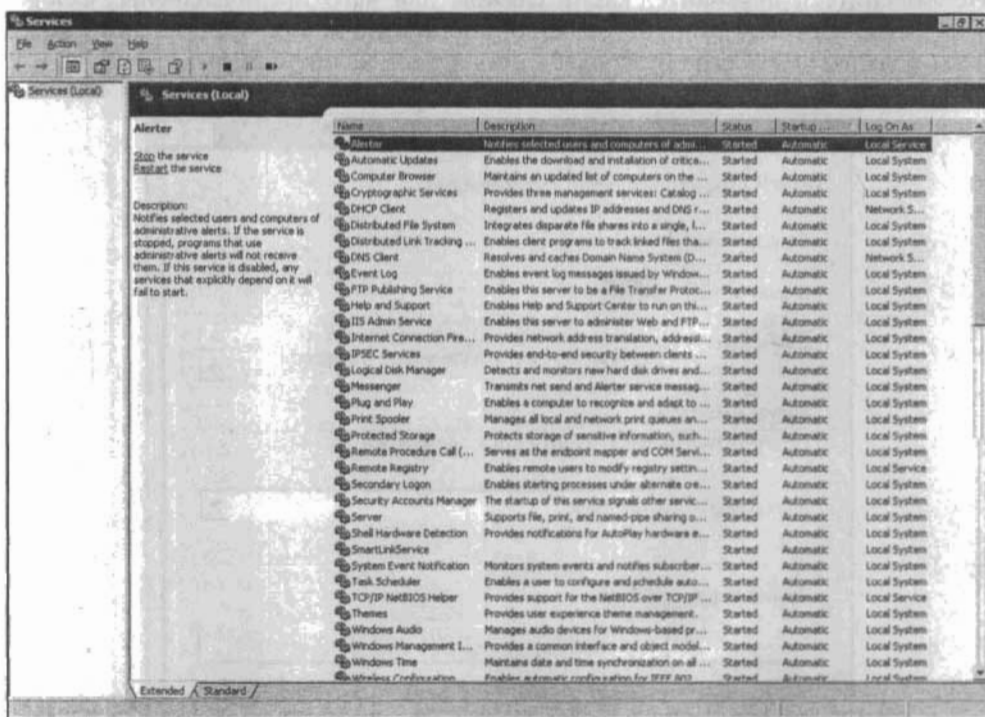 Services
File Action View Help
Services (Local)
Services (Local)
Alerter
Stop the service
Restart the service
Description:
Notifies selected users and computers of
administrative alerts. If the service is
stopped, programs that use
administrative alerts will not receive
them. If this service is disabled, any
services that explicitly depend on it will
fail to start.
Name Description Status Startup ... Log On As
Alerter Notifies selected users and computers of admi... Started Automatic Local Service
Automatic Updates Enables the download and installation of critica... Started Automatic Local System
Computer Browser Maintains an updated list of computers on the ... Started Automatic Local System
Cryptographic Services Provides three management services: Catalog ... Started Automatic Local System
DHCP Client Registers and updates IP addresses and DNS r... Started Automatic Network S...
Distributed File System Integrates disparate file shares into a single, l... Started Automatic Local System
Distributed Link Tracking ... Enables client programs to track linked files tha... Started Automatic Local System
DNS Client Resolves and caches Domain Name System (D... Started Automatic Network S...
Event Log Enables event log messages issued by Window... Started Automatic Local System
FTP Publishing Service Enables this server to be a File Transfer Protoc... Started Automatic Local System
Help and Support Enables Help and Support Center to run on thi... Started Automatic Local System
IIS Admin Service Enables this server to administer Web and FTP... Started Automatic Local System
Internet Connection Fire... Provides network address translation, addressi... Started Automatic Local System
IPSEC Services Provides end-to-end security between clients ... Started Automatic Local System
Logical Disk Manager Detects and monitors new hard disk drives and... Started Automatic Local System
Messenger Transmits net send and Alerter service messag... Started Automatic Local System
Plug and Play Enables a computer to recognize and adapt to ... Started Automatic Local System
Print Spooler Manages all local and network print queues an... Started Automatic Local System
Protected Storage Protects storage of sensitive information, such... Started Automatic Local System
Remote Procedure Call (... Serves as the endpoint mapper and COM Servi... Started Automatic Local System
Remote Registry Enables remote users to modify registry settin... Started Automatic Local Service
Secondary Logon Enables starting processes under alternate cre... Started Automatic Local System
Security Accounts Manager The startup of this service signals other servic... Started Automatic Local System
Server Supports file, print, and named-pipe sharing o... Started Automatic Local System
Shell Hardware Detection Provides notifications for AutoPlay hardware e... Started Automatic Local System
SmartLinkService Started Automatic Local System
System Event Notification Monitors system events and notifies subscriber... Started Automatic Local System
Task Scheduler Enables a user to configure and schedule auto... Started Automatic Local System
TCP/IP NetBIOS Helper Provides support for the NetBIOS over TCP/IP ... Started Automatic Local Service
Themes Provides user experience theme management. Started Automatic Local System
Windows Audio Manages audio devices for Windows-based pr... Started Automatic Local System
Windows Management I... Provides a common interface and object model... Started Automatic Local System
Windows Time Maintains date and time synchronization on all ... Started Automatic Local System
Wireless Configuration Enables automatic configuration for IEEE 802 Started Automatic Local System
Extended Standard